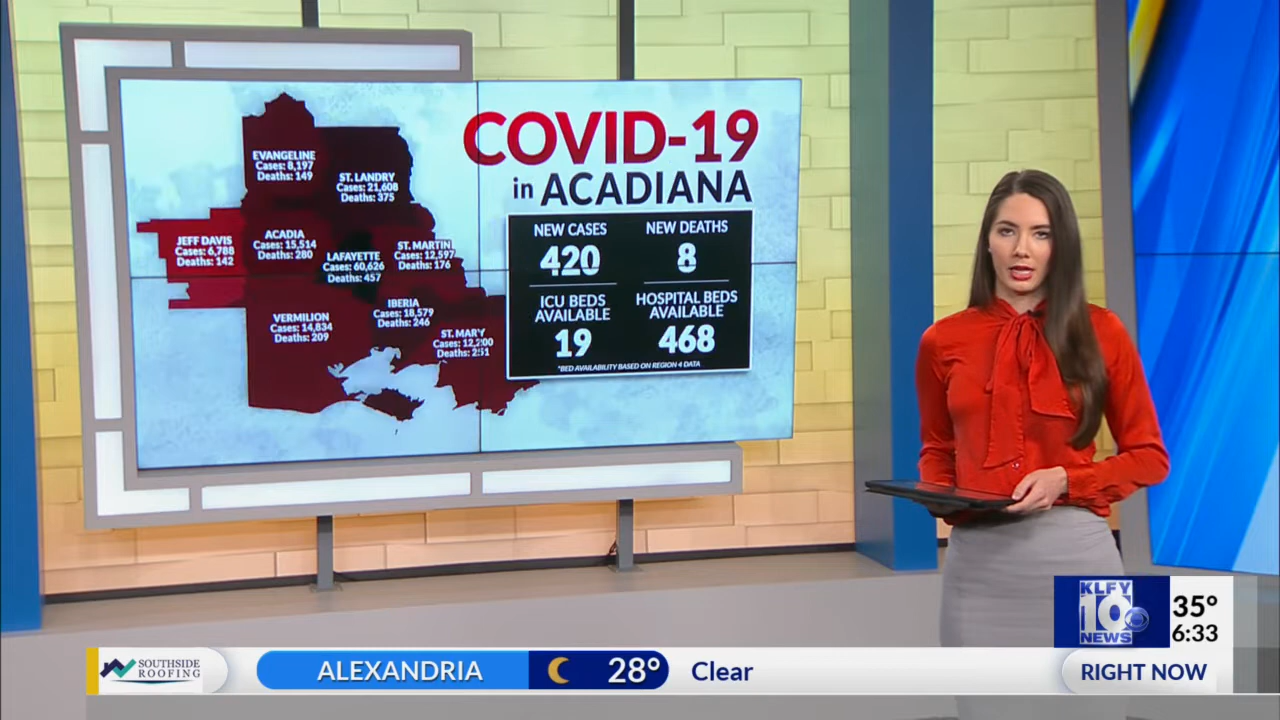 COVID-19
in ACADIANA
EVANGELINE
Cases: 8,197
Deaths: 149
ST. LANDRY
Cases: 21,608
Deaths: 375
JEFF DAVIS
Cases: 6,788
Deaths: 142
ACADIA
Cases: 15,514
Deaths: 280
LAFAYETTE
Cases: 60,626
Deaths: 457
ST. MARTIN
Cases: 12,597
Deaths: 176
VERMILION
Cases: 14,834
Deaths: 209
IBERIA
Cases: 18,579
Deaths: 246
ST. MARY
Cases: 12,200
Deaths: 251
NEW CASES
420
NEW DEATHS
8
ICU BEDS
AVAILABLE
19
HOSPITAL BEDS
AVAILABLE
468
*BED AVAILABILITY BASED ON REGION 4 DATA
KLFY
10
NEWS
35°
6:33
SOUTHSIDE
ROOFING
ALEXANDRIA 28° Clear
RIGHT NOW